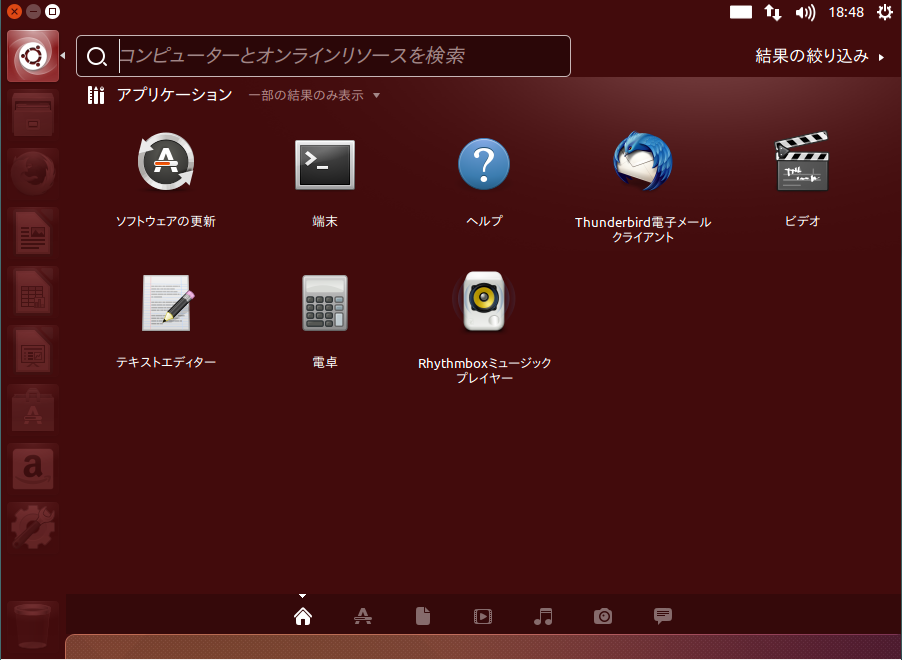 18:48
コンピューターとオンラインリソースを検索
結果の絞り込み
アプリケーション 一部の結果のみ表示
ソフトウェアの更新
端末
ヘルプ
Thunderbird電子メール
クライアント
ビデオ
テキストエディター
電卓
Rhythmboxミュージック
プレイヤー